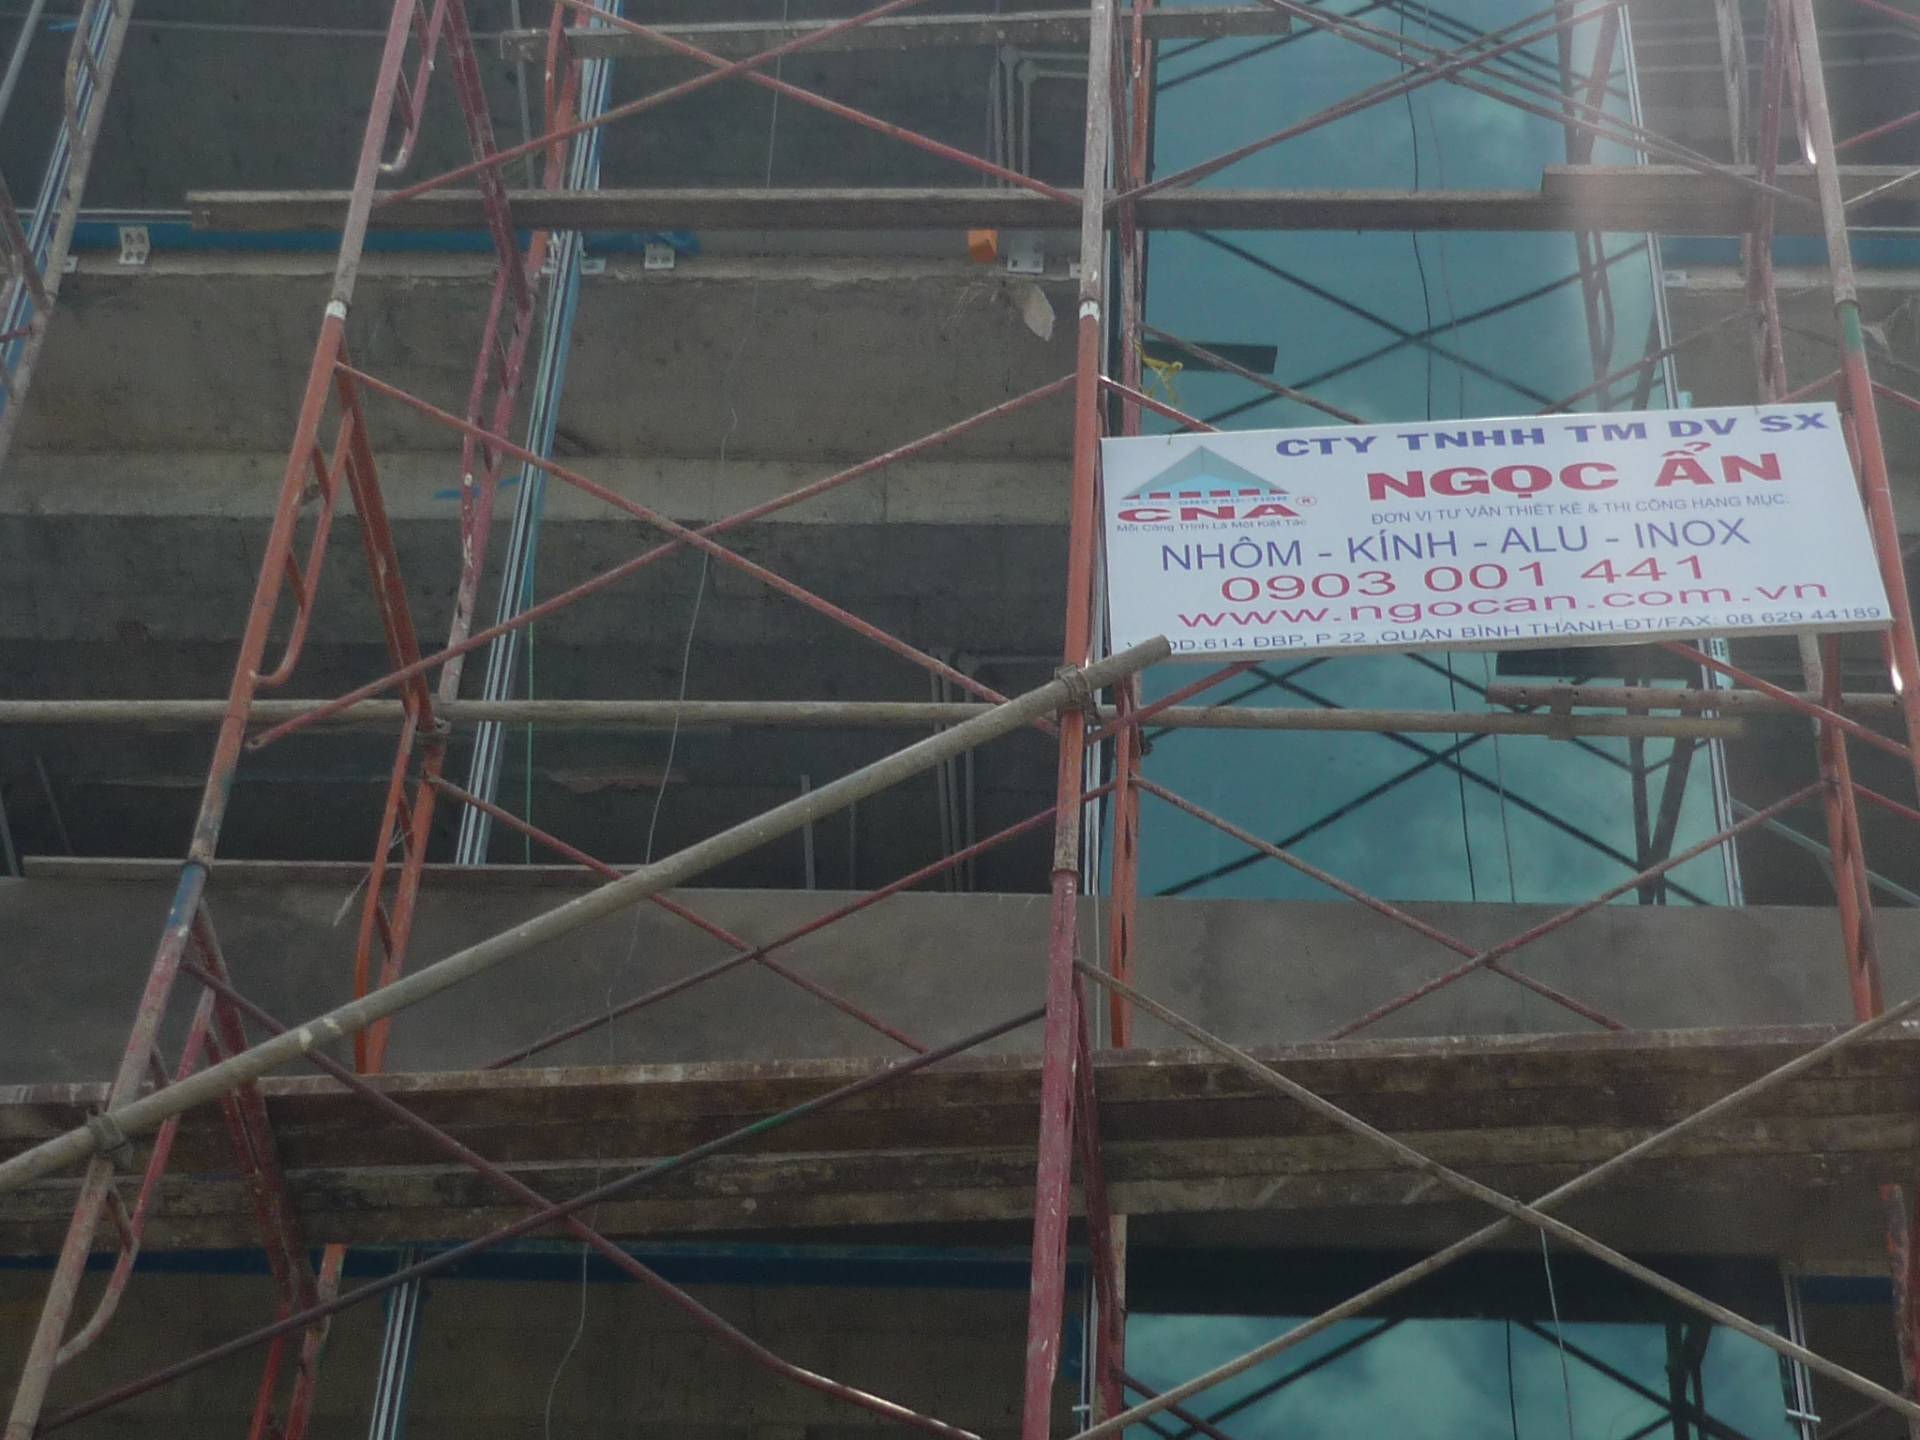 CTY TNHH TM DV SX
NGỌC ẨN
CNA ®
Mỗi Công Trình Là Một Kiệt Tác
ĐƠN VỊ TƯ VẤN THIẾT KẾ & THI CÔNG HẠNG MỤC:
NHÔM - KÍNH - ALU - INOX
0903 001 441
www.ngocan.com.vn
614 ĐBP, P 22 ,QUẬN BÌNH THẠNH-ĐT/FAX: 08 629 44189